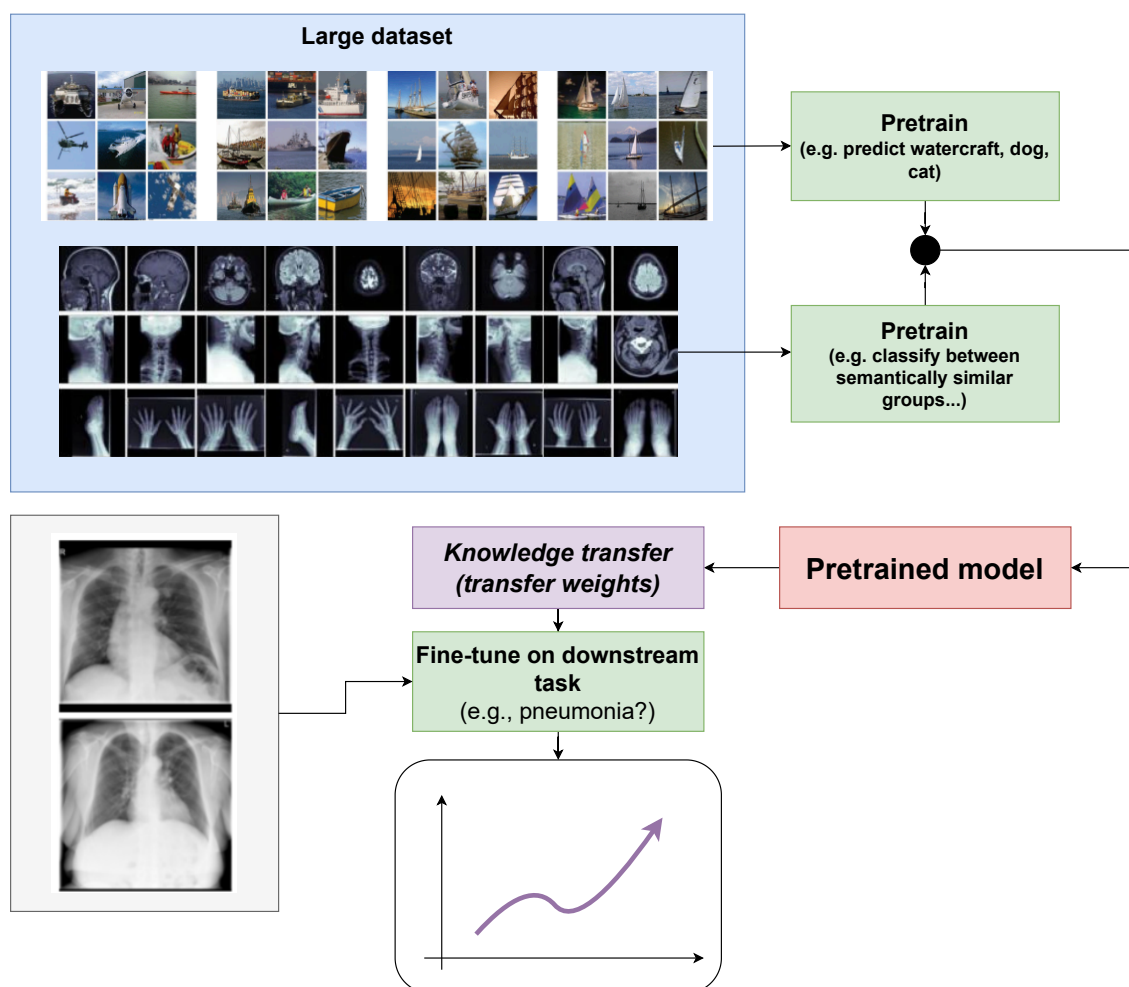 Large dataset
Pretrain
(e.g. predict watercraft, dog,
cat)
Pretrain
(e.g. classify between
semantically similar
groups...)
Knowledge transfer
(transfer weights)
Pretrained model
Fine-tune on downstream
task
(e.g., pneumonia?)